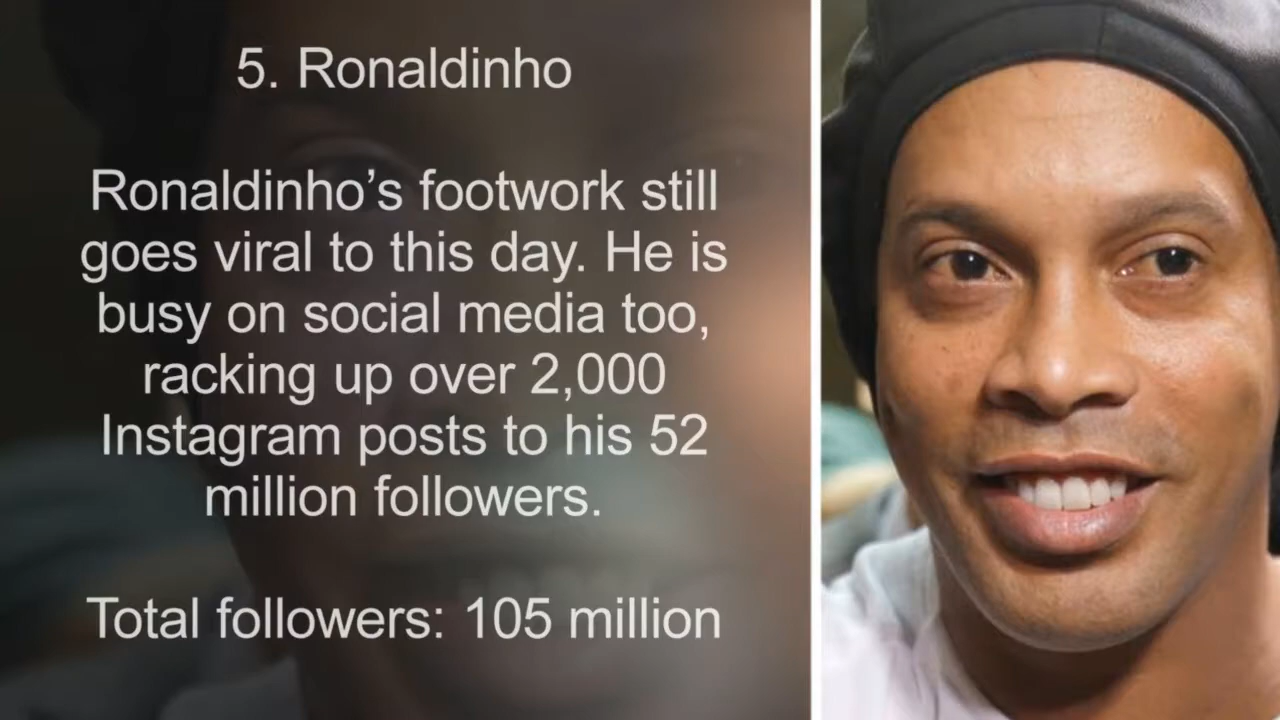 5. Ronaldinho
Ronaldinho’s footwork still
goes viral to this day. He is
busy on social media too,
racking up over 2,000
Instagram posts to his 52
million followers.
Total followers: 105 million